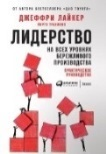 ОТ АВТОРА БЕСТСЕЛЛЕРА «ДАО TOYOTA»
ДЖЕФФРИ ЛАЙКЕР
ЛИДЕРСТВО
НА ВСЕХ УРОВНЯХ
БЕРЕЖЛИВОГО
ПРОИЗВОДСТВА
ПРАКТИЧЕСКОЕ
РУКОВОДСТВО